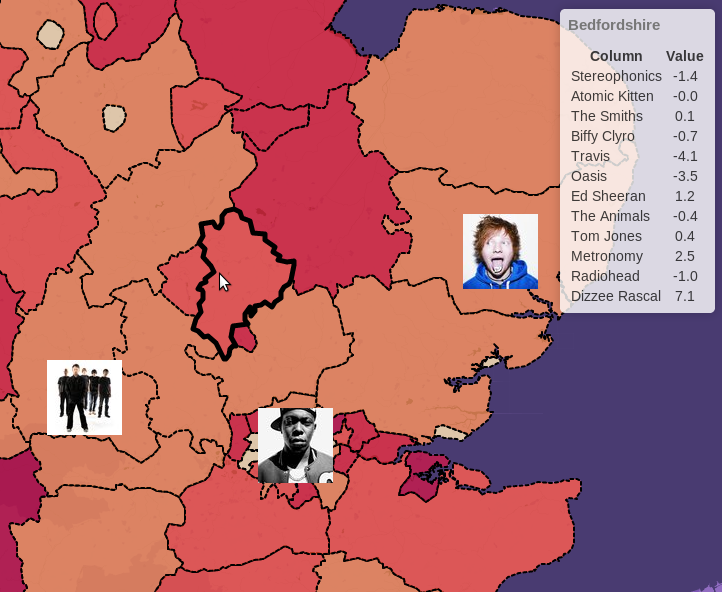 Bedfordshire
Column Value
Stereophonics -1.4
Atomic Kitten -0.0
The Smiths 0.1
Biffy Clyro -0.7
Travis -4.1
Oasis -3.5
Ed Sheeran 1.2
The Animals -0.4
Tom Jones 0.4
Metronomy 2.5
Radiohead -1.0
Dizzee Rascal 7.1